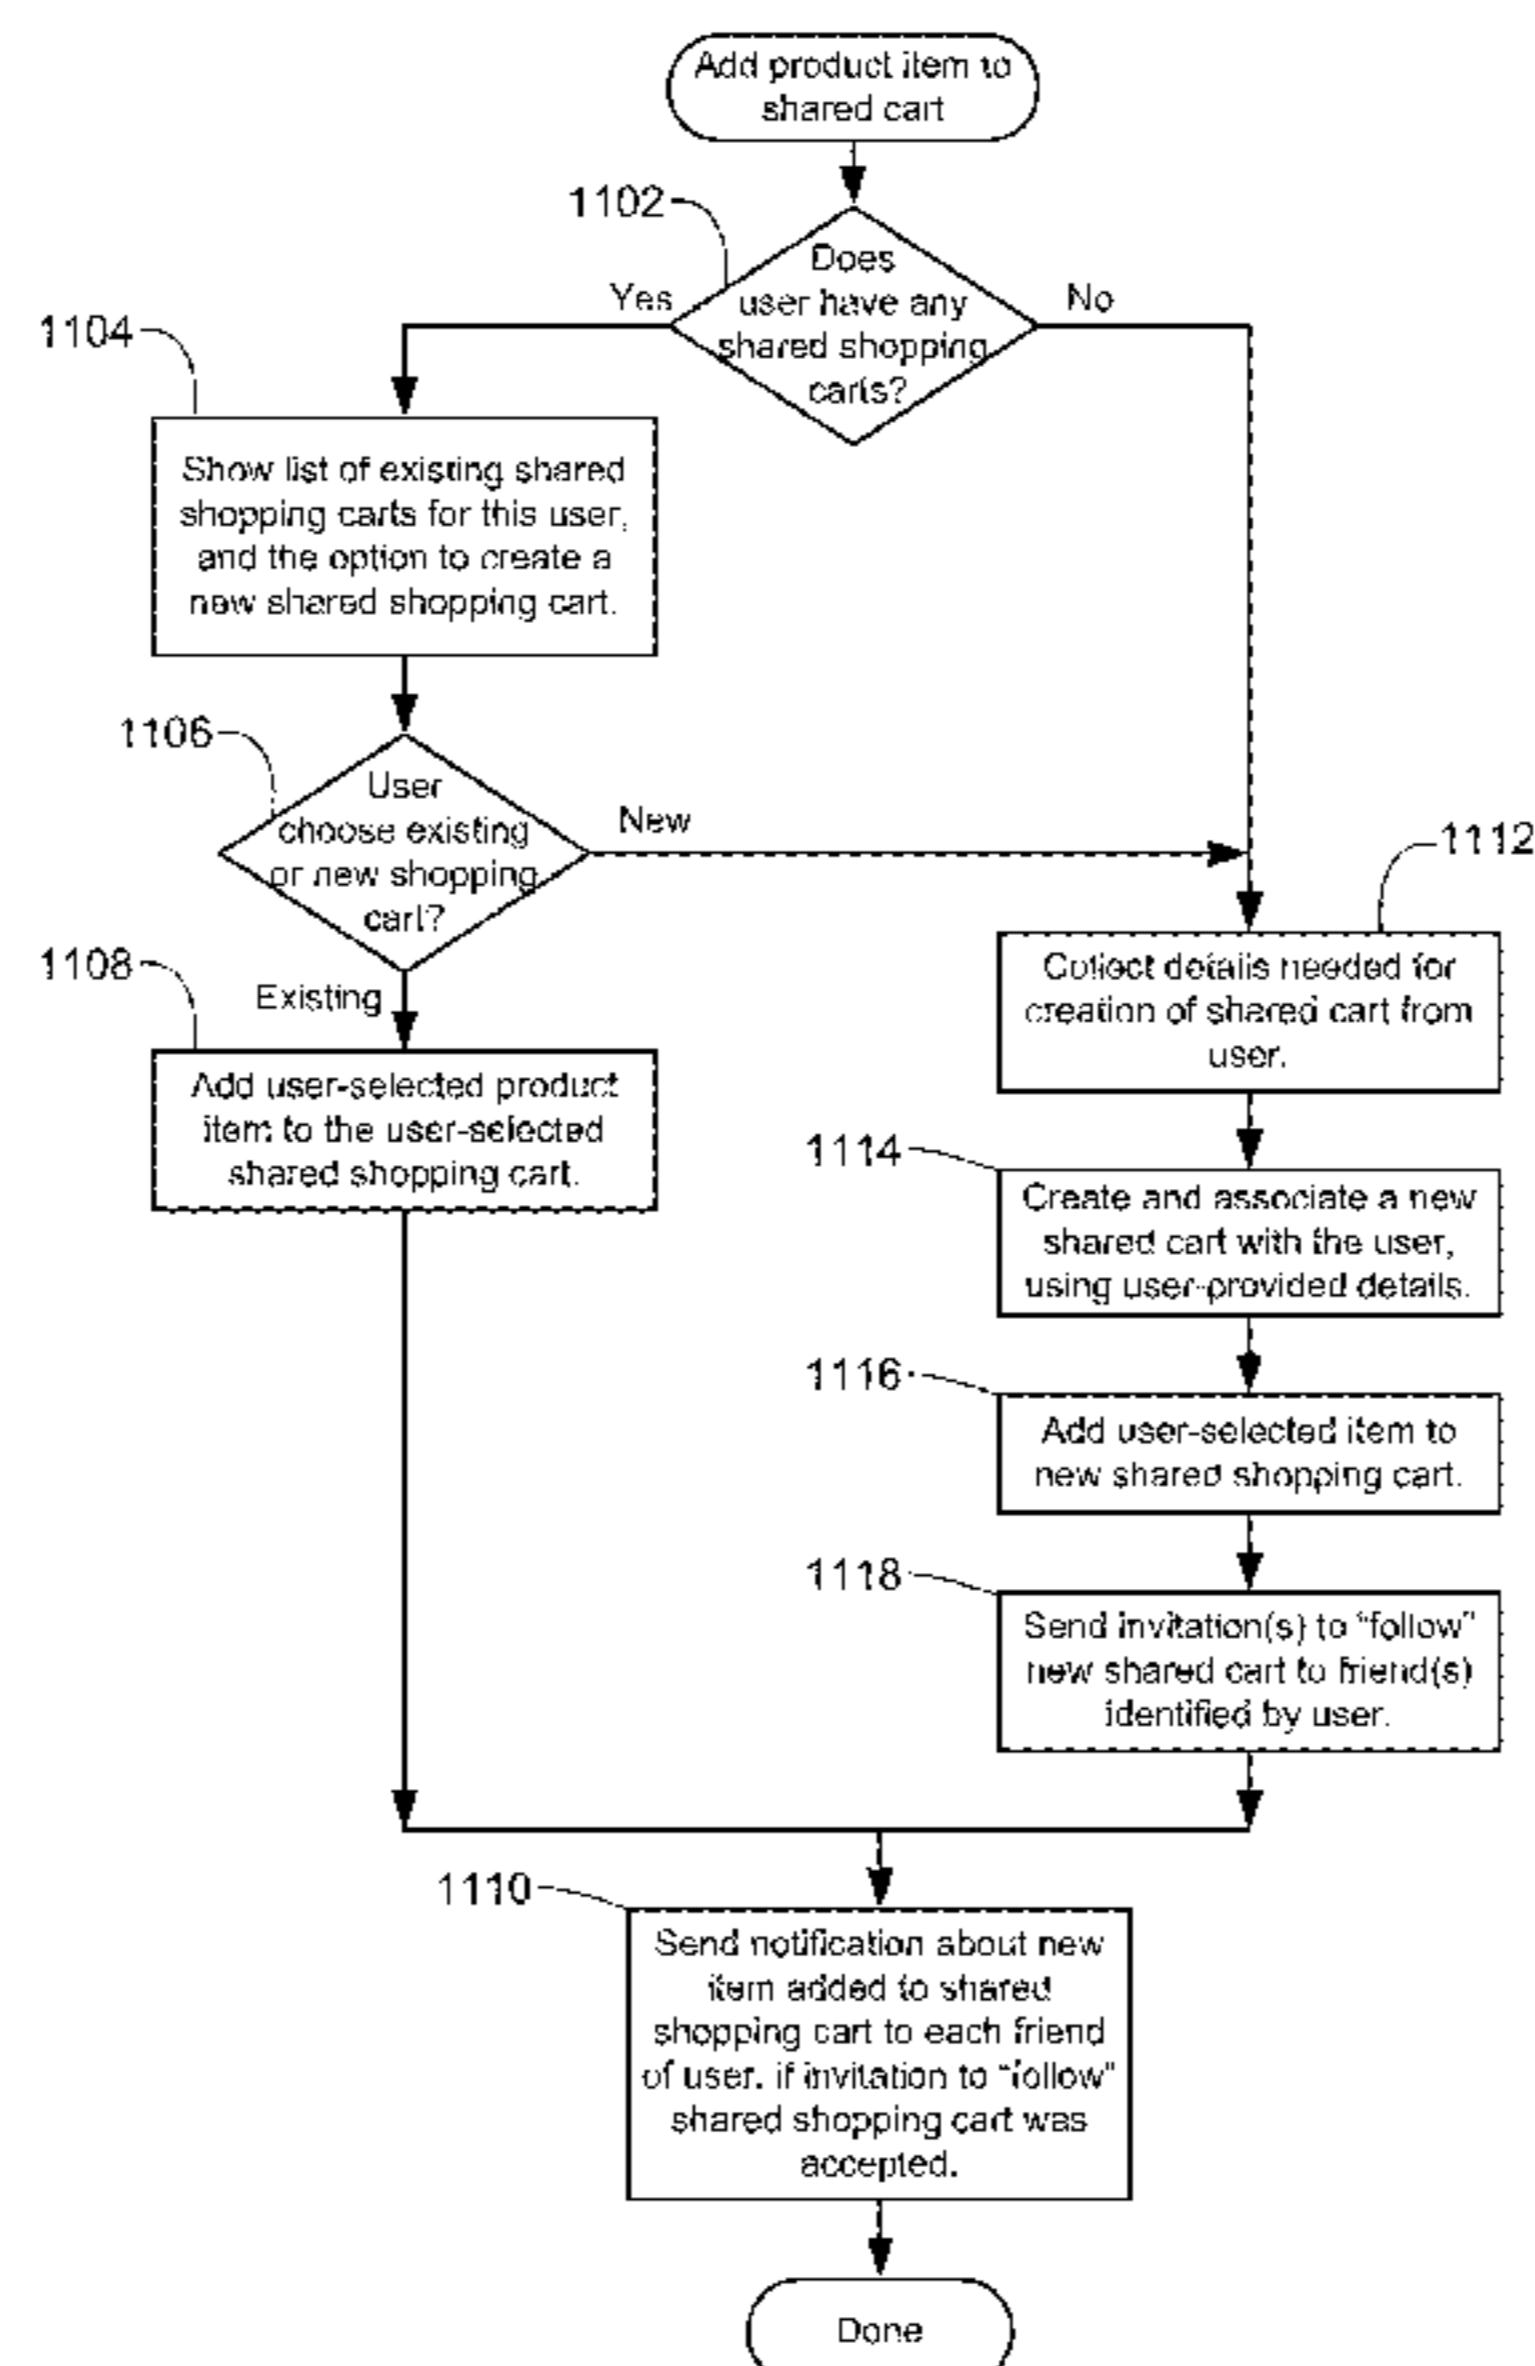 Add product item to
shared cart
1102
Does
user have any
shared shopping
carts?
Yes
No
1104
Show list of existing shared
shopping carts for this user,
and the option to create a
new shared shopping cart.
1106
User
choose existing
or new shopping
cart?
New
Existing
1108
Add user-selected product
item to the user-selected
shared shopping cart.
1112
Collect details needed for
creation of shared cart from
user.
1114
Create and associate a new
shared cart with the user,
using user-provided details.
1116
Add user-selected item to
new shared shopping cart.
1118
Send invitation(s) to “follow”
new shared cart to friend(s)
identified by user.
1110
Send notification about new
item added to shared
shopping cart to each friend
of user. if invitation to “follow”
shared shopping cart was
accepted.
Done